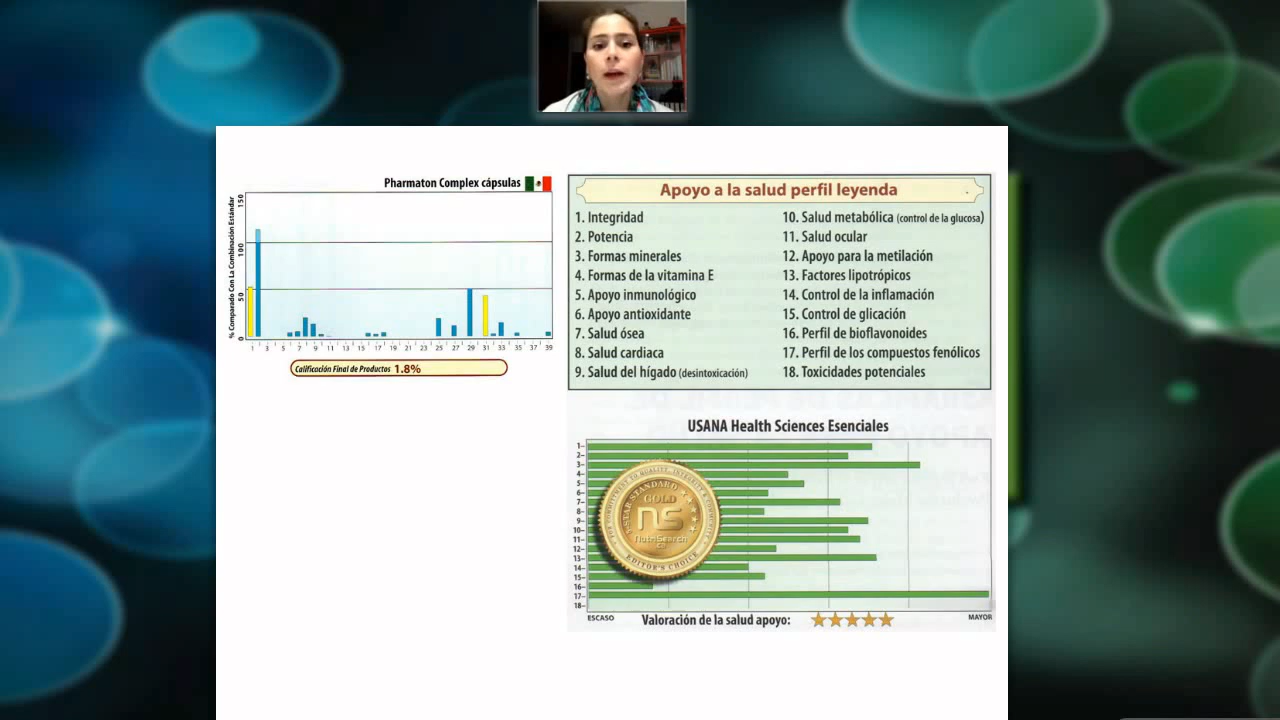 Pharmaton Complex cápsulas
% Comparado Con La Combinación Estándar
150
100
50
0
1 3 5 7 9 11 13 15 17 19 21 23 25 27 29 31 33 35 37 39
Calificación Final de Productos 1.8%
Apoyo a la salud perfil leyenda
1. Integridad
2. Potencia
3. Formas minerales
4. Formas de la vitamina E
5. Apoyo inmunológico
6. Apoyo antioxidante
7. Salud ósea
8. Salud cardiaca
9. Salud del hígado (desintoxicación)
10. Salud metabólica (control de la glucosa)
11. Salud ocular
12. Apoyo para la metilación
13. Factores lipotrópicos
14. Control de la inflamación
15. Control de glicación
16. Perfil de bioflavonoides
17. Perfil de los compuestos fenólicos
18. Toxicidades potenciales
USANA Health Sciences Esenciales
1
2
3
4
5
6
7
8
9
10
11
12
13
14
15
16
17
18
GOLD
ns
NutriSearch
EDITOR'S CHOICE
ESCASO
Valoración de la salud apoyo:
MAYOR